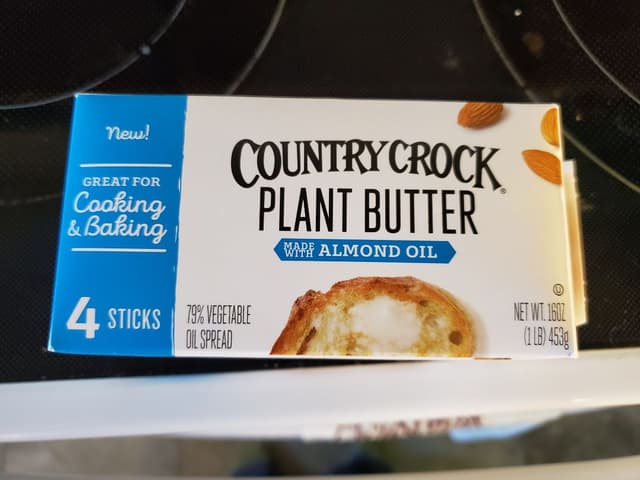 New!
GREAT FOR
Cooking
& Baking
4 STICKS
COUNTRY CROCK®
PLANT BUTTER
MADE WITH ALMOND OIL
79% VEGETABLE
OIL SPREAD
U
NET WT. 16OZ
(1 LB) 453g